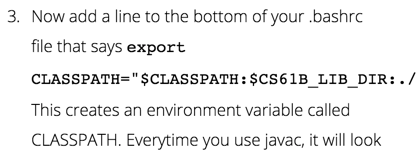 3. Now add a line to the bottom of your .bashrc
file that says export
CLASSPATH="$CLASSPATH:$CS61B_LIB_DIR:./
This creates an environment variable called
CLASSPATH. Everytime you use javac, it will look